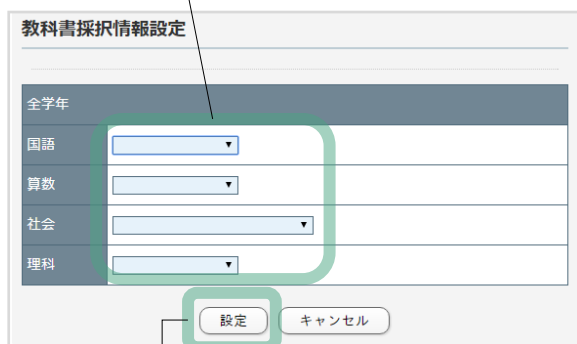 教科書採択情報設定
全学年
国語
算数
社会
理科
設定 キャンセル